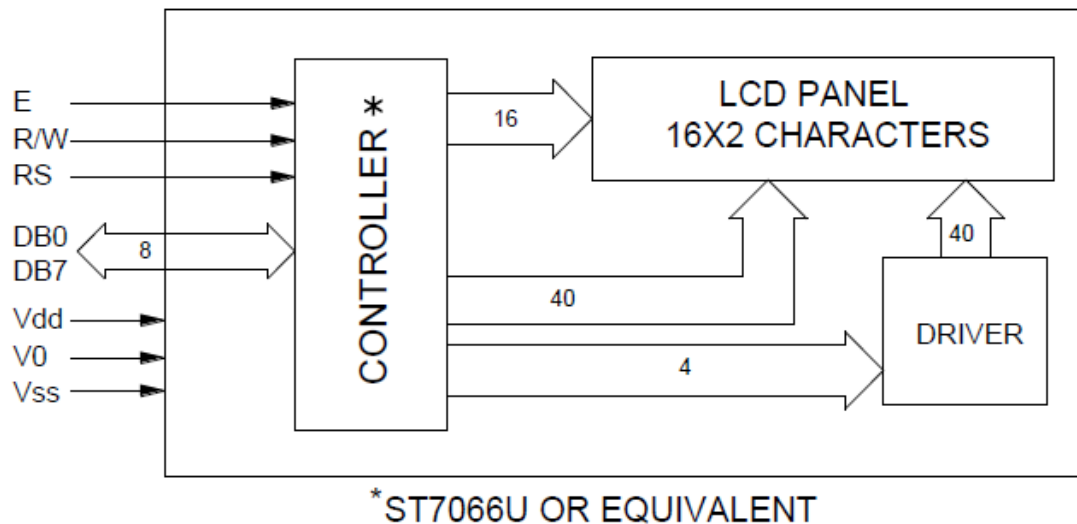 E
R/W
RS
DB0
DB7
8
Vdd
V0
Vss
CONTROLLER *
16
LCD PANEL
16X2 CHARACTERS
40
40
4
DRIVER
*ST7066U OR EQUIVALENT